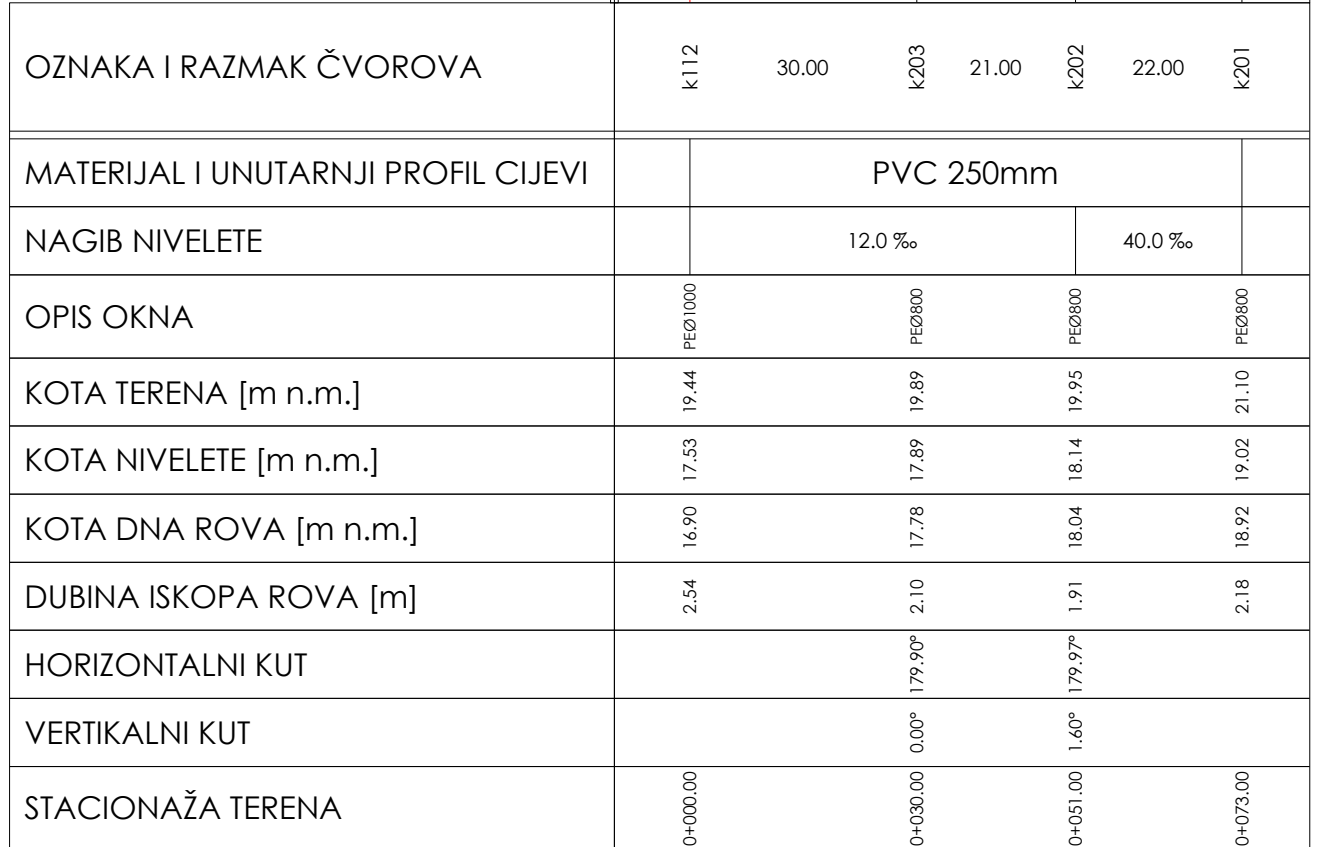 OZNAKA I RAZMAK ČVOROVA k112 30.00 k203 21.00 k202 22.00 k201
MATERIJAL I UNUTARNJI PROFIL CIJEVI PVC 250mm
NAGIB NIVELETE 12.0 ‰ 40.0 ‰
OPIS OKNA PEØ1000 PEØ800 PEØ800 PEØ800
KOTA TERENA [m n.m.] 19.44 19.89 19.95 21.10
KOTA NIVELETE [m n.m.] 17.53 17.89 18.14 19.02
KOTA DNA ROVA [m n.m.] 16.90 17.78 18.04 18.92
DUBINA ISKOPA ROVA [m] 2.54 2.10 1.91 2.18
HORIZONTALNI KUT 179.90° 179.97°
VERTIKALNI KUT 0.00° 1.60°
STACIONAŽA TERENA 0+000.00 0+030.00 0+051.00 0+073.00